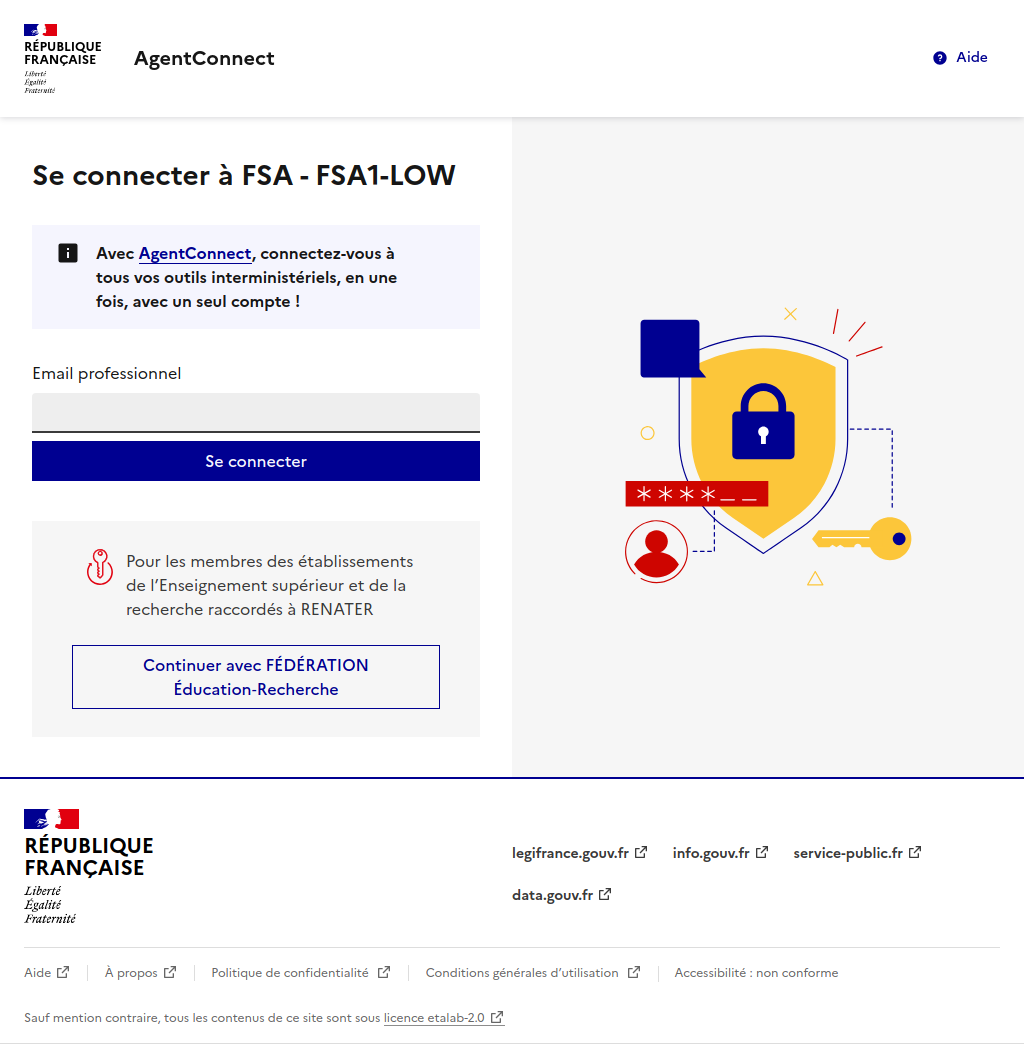 RÉPUBLIQUE
FRANÇAISE
Liberté
Égalité
Fraternité
AgentConnect
Aide
Se connecter à FSA - FSA1-LOW
Avec AgentConnect, connectez-vous à
tous vos outils interministériels, en une
fois, avec un seul compte !
Email professionnel
Se connecter
Pour les membres des établissements
de l’Enseignement supérieur et de la
recherche raccordés à RENATER
Continuer avec FÉDÉRATION
Éducation-Recherche
RÉPUBLIQUE
FRANÇAISE
Liberté
Égalité
Fraternité
legifrance.gouv.fr info.gouv.fr service-public.fr
data.gouv.fr
Aide À propos Politique de confidentialité Conditions générales d’utilisation Accessibilité : non conforme
Sauf mention contraire, tous les contenus de ce site sont sous licence etalab-2.0